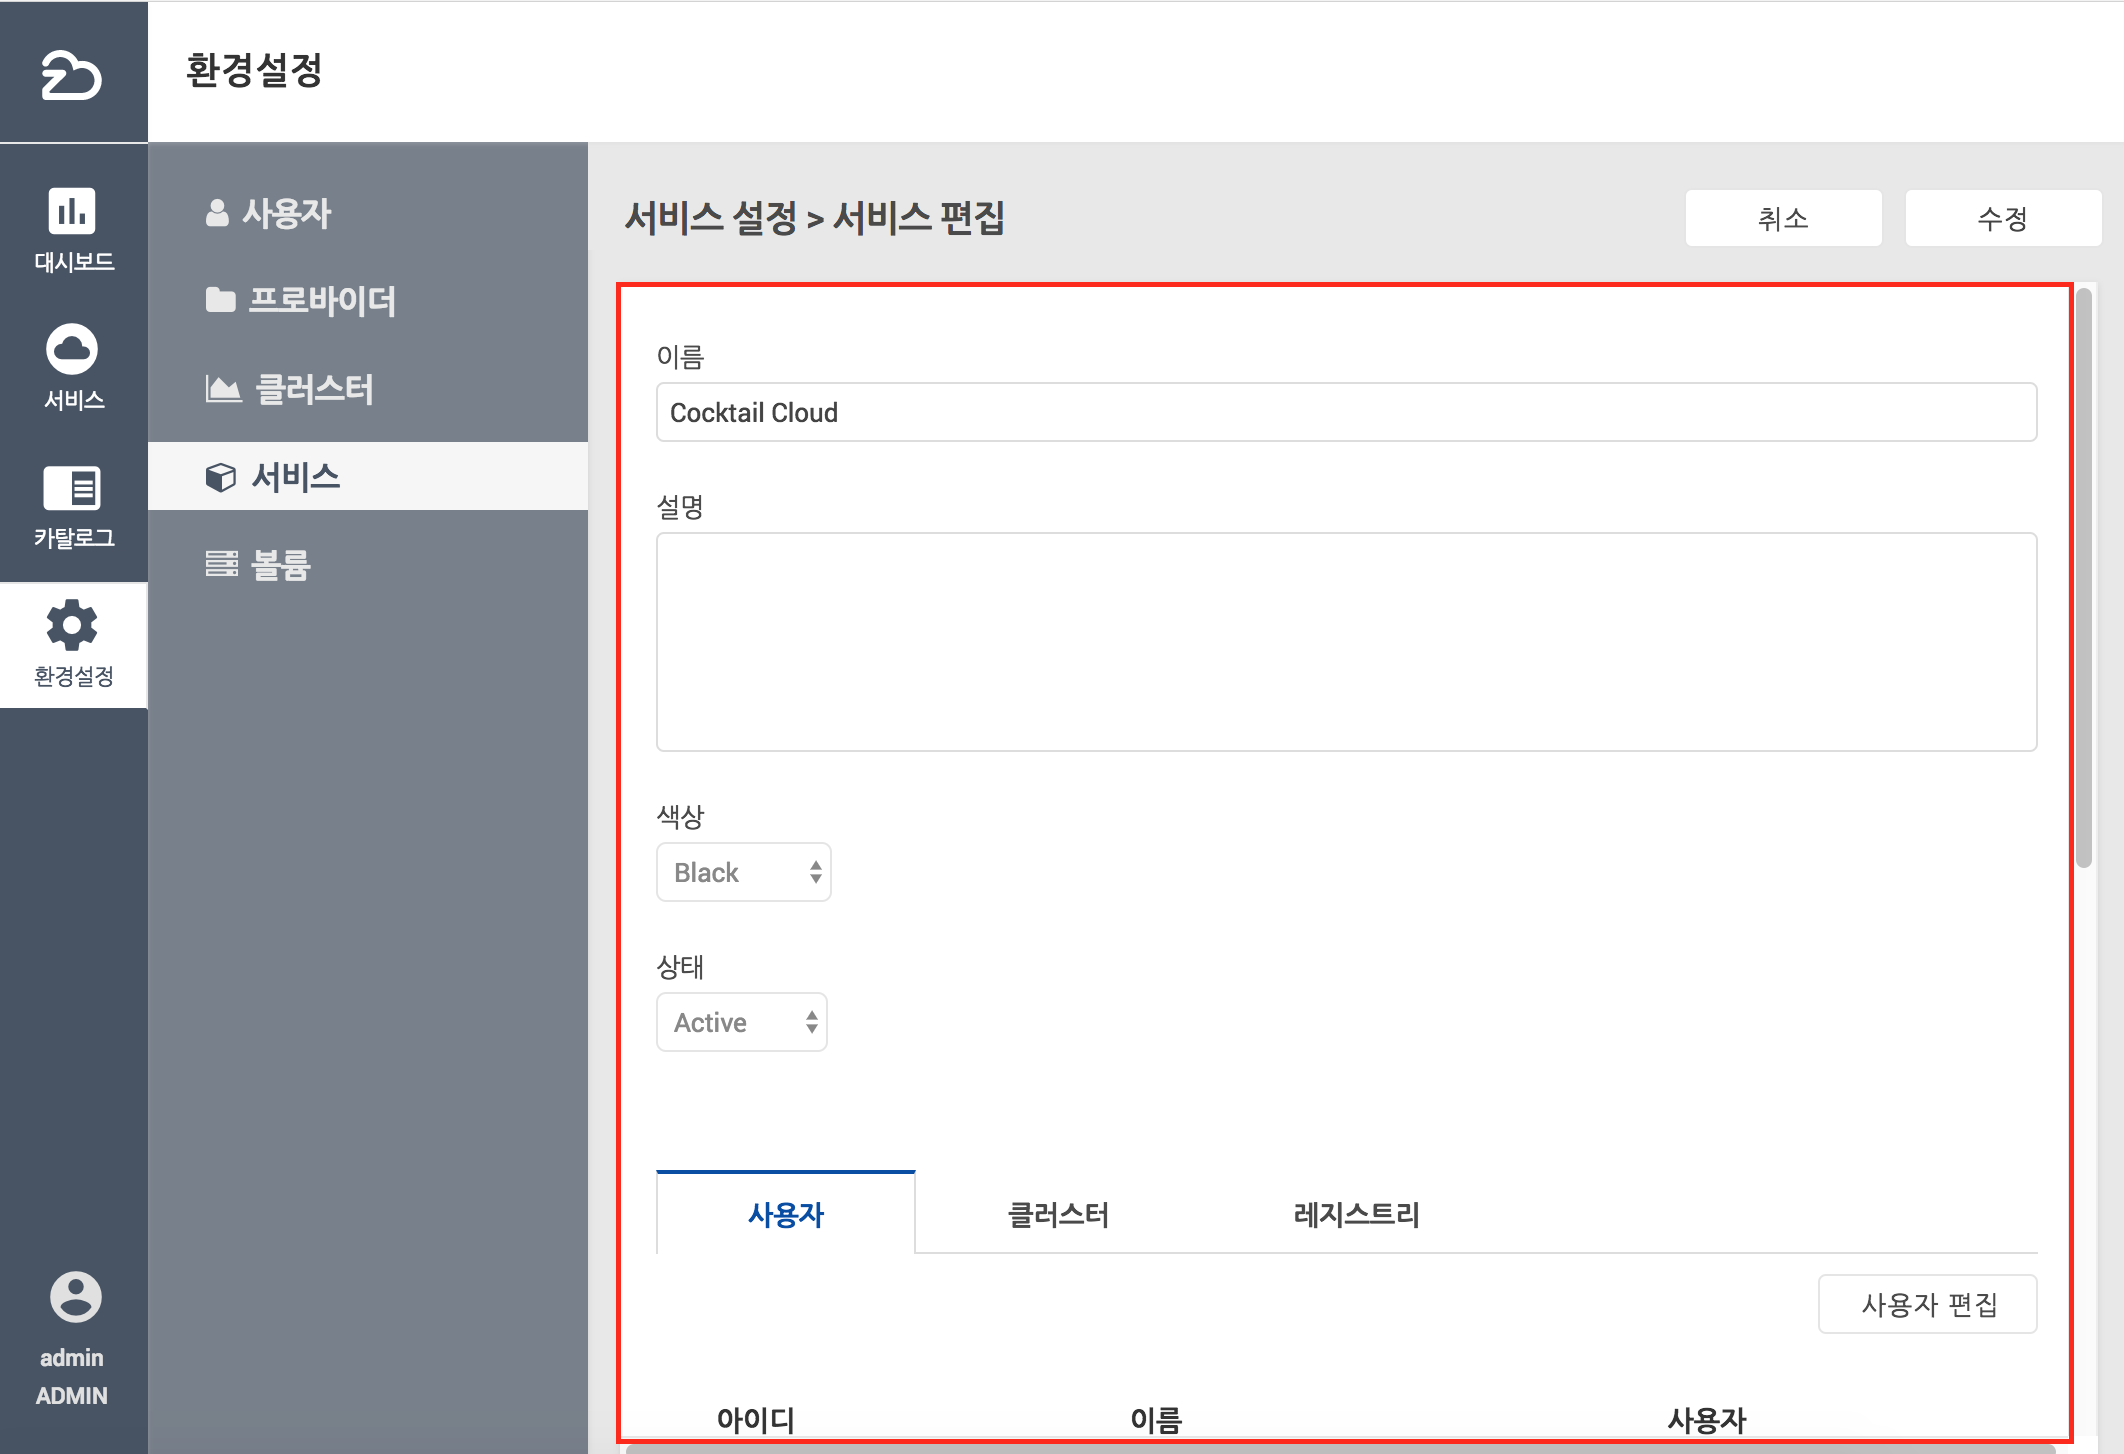 환경설정
대시보드
서비스
카탈로그
환경설정
admin
ADMIN
사용자
프로바이더
클러스터
서비스
볼륨
서비스 설정 > 서비스 편집
취소
수정
이름
Cocktail Cloud
설명
색상
Black
상태
Active
사용자
클러스터
레지스트리
사용자 편집
아이디
이름
사용자